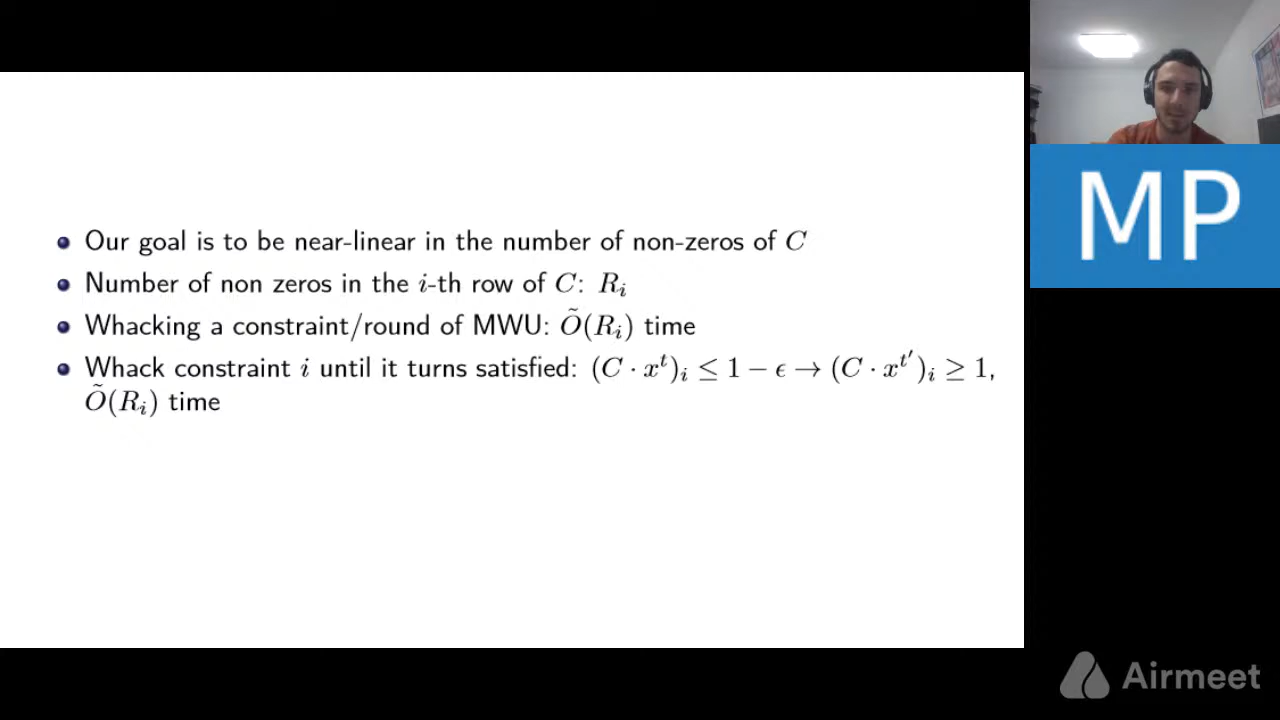 Our goal is to be near-linear in the number of non-zeros of C
Number of non zeros in the i-th row of C: R_i
Whacking a constraint/round of MWU: Õ(R_i) time
Whack constraint i until it turns satisfied: (C · x^t)_i ≤ 1 − ϵ → (C · x^{t′})_i ≥ 1,
Õ(R_i) time
MP
Airmeet